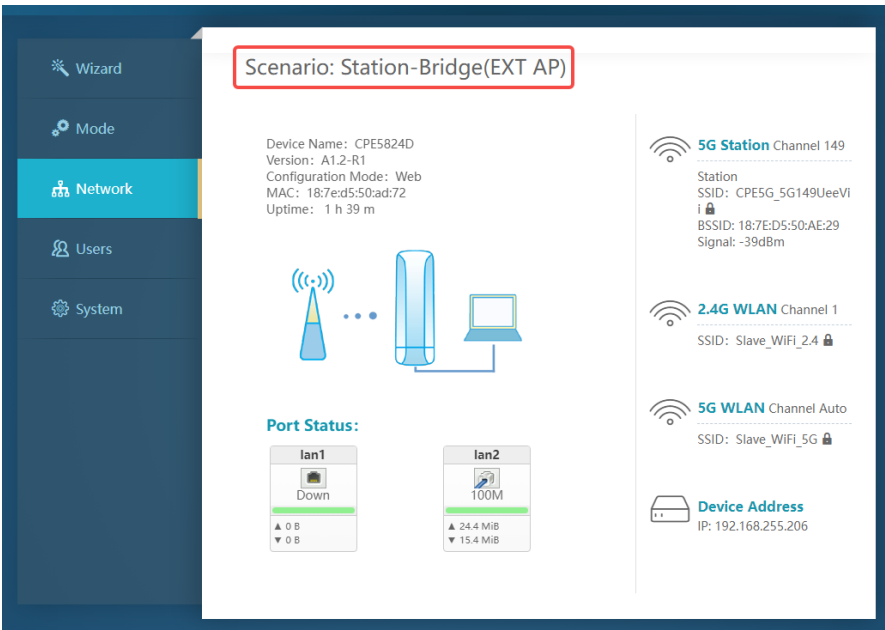 Wizard
Mode
Network
Users
System
Scenario: Station-Bridge(EXT AP)
Device Name: CPE5824D
Version: A1.2-R1
Configuration Mode: Web
MAC: 18:7e:d5:50:ad:72
Uptime: 1 h 39 m
Port Status:
lan1
Down
▲ 0 B
▼ 0 B
lan2
100M
▲ 24.4 MiB
▼ 15.4 MiB
5G Station Channel 149
Station
SSID: CPE5G_5G149UeeVi
i
BSSID: 18:7E:D5:50:AE:29
Signal: -39dBm
2.4G WLAN Channel 1
SSID: Slave_WiFi_2.4
5G WLAN Channel Auto
SSID: Slave_WiFi_5G
Device Address
IP: 192.168.255.206